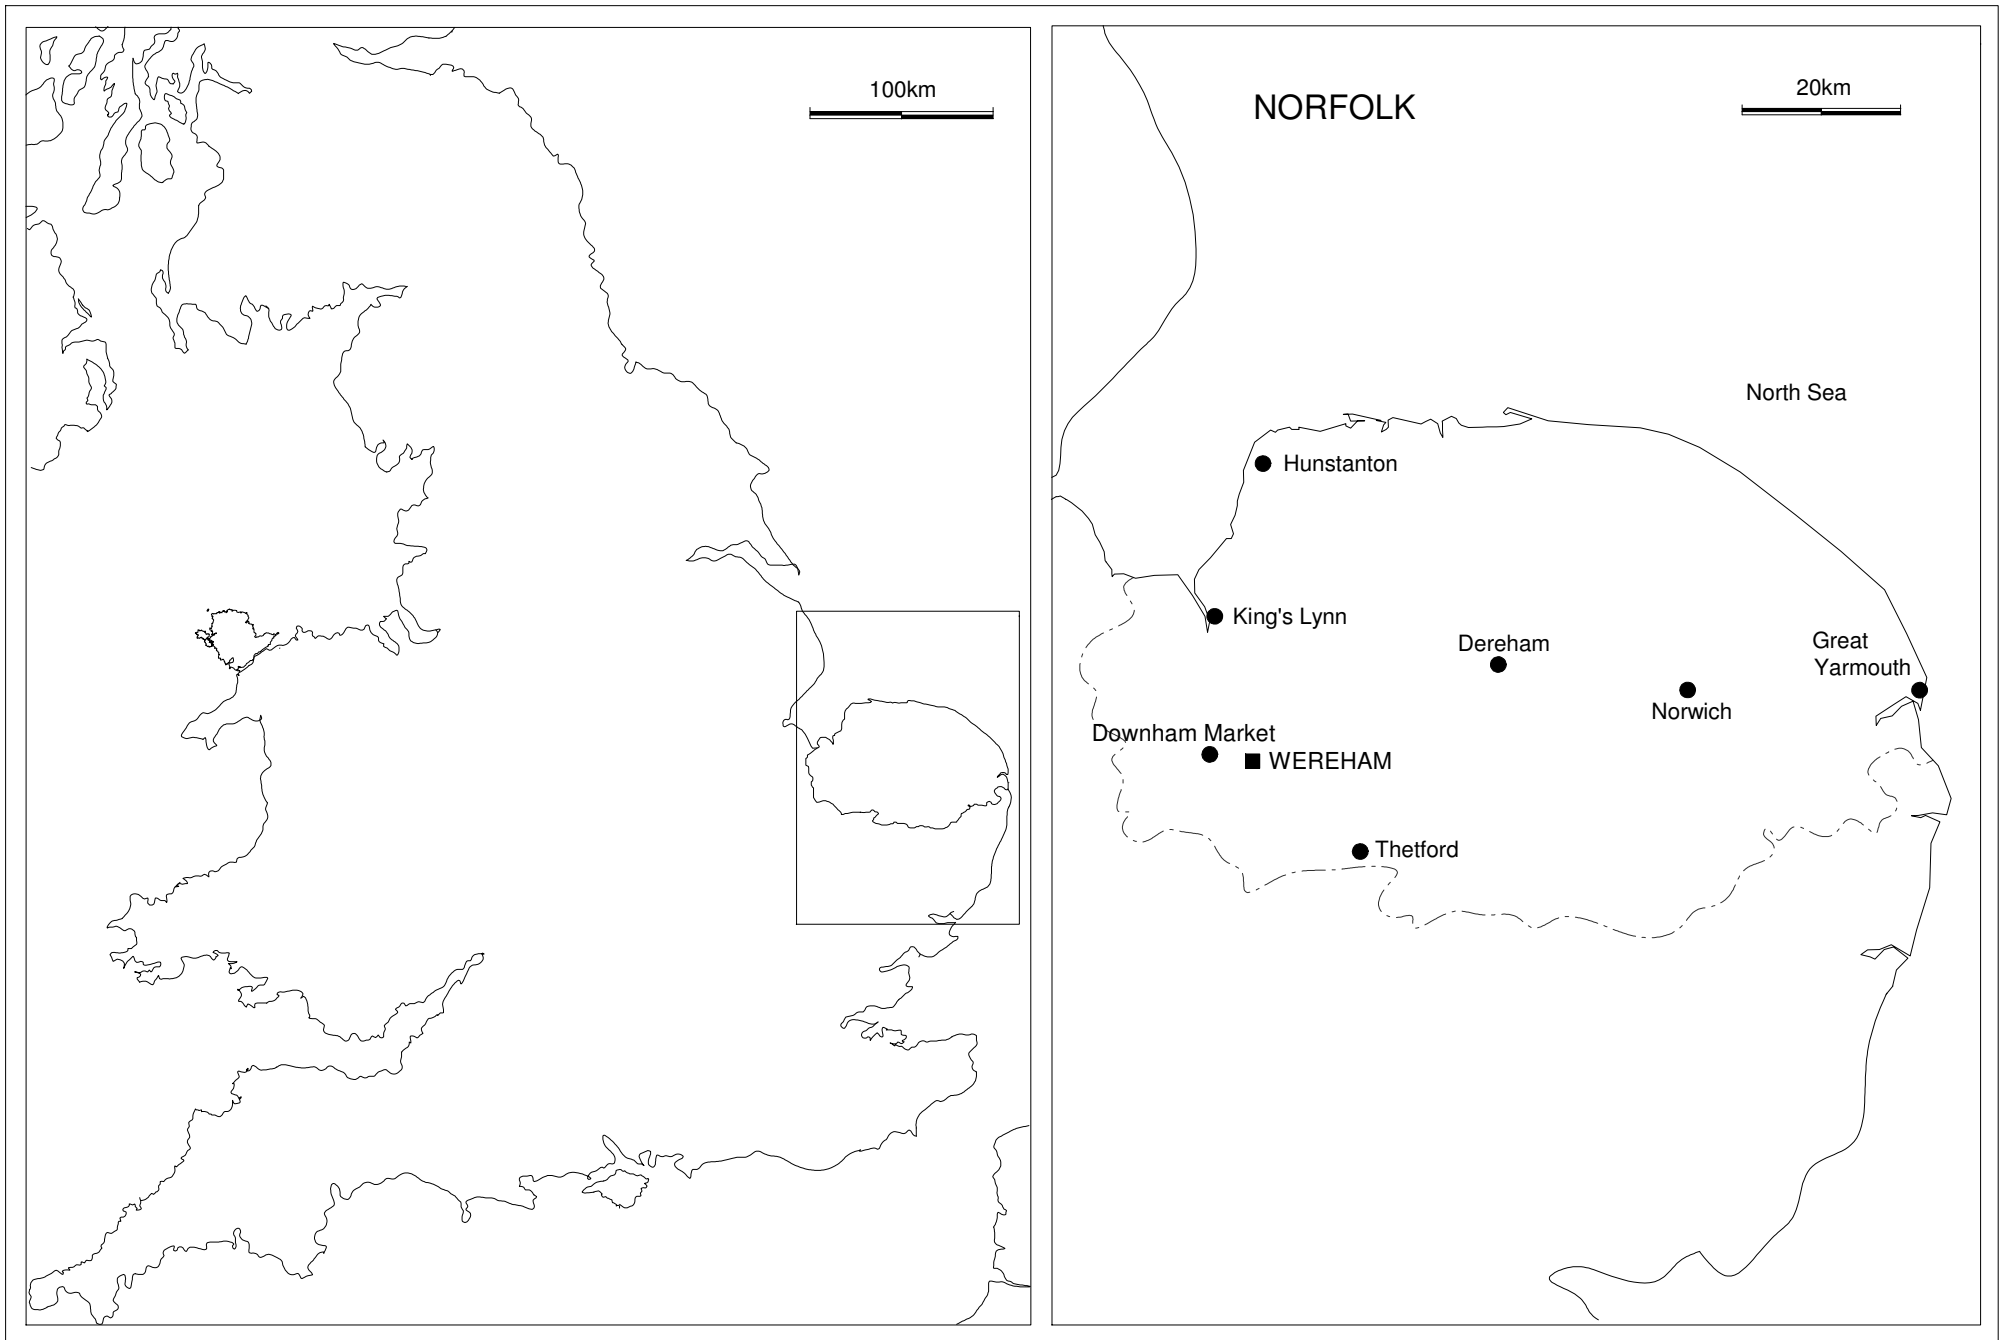 100km
NORFOLK
20km
North Sea
Hunstanton
King's Lynn
Dereham
Great
Yarmouth
Norwich
Downham Market
WEREHAM
Thetford